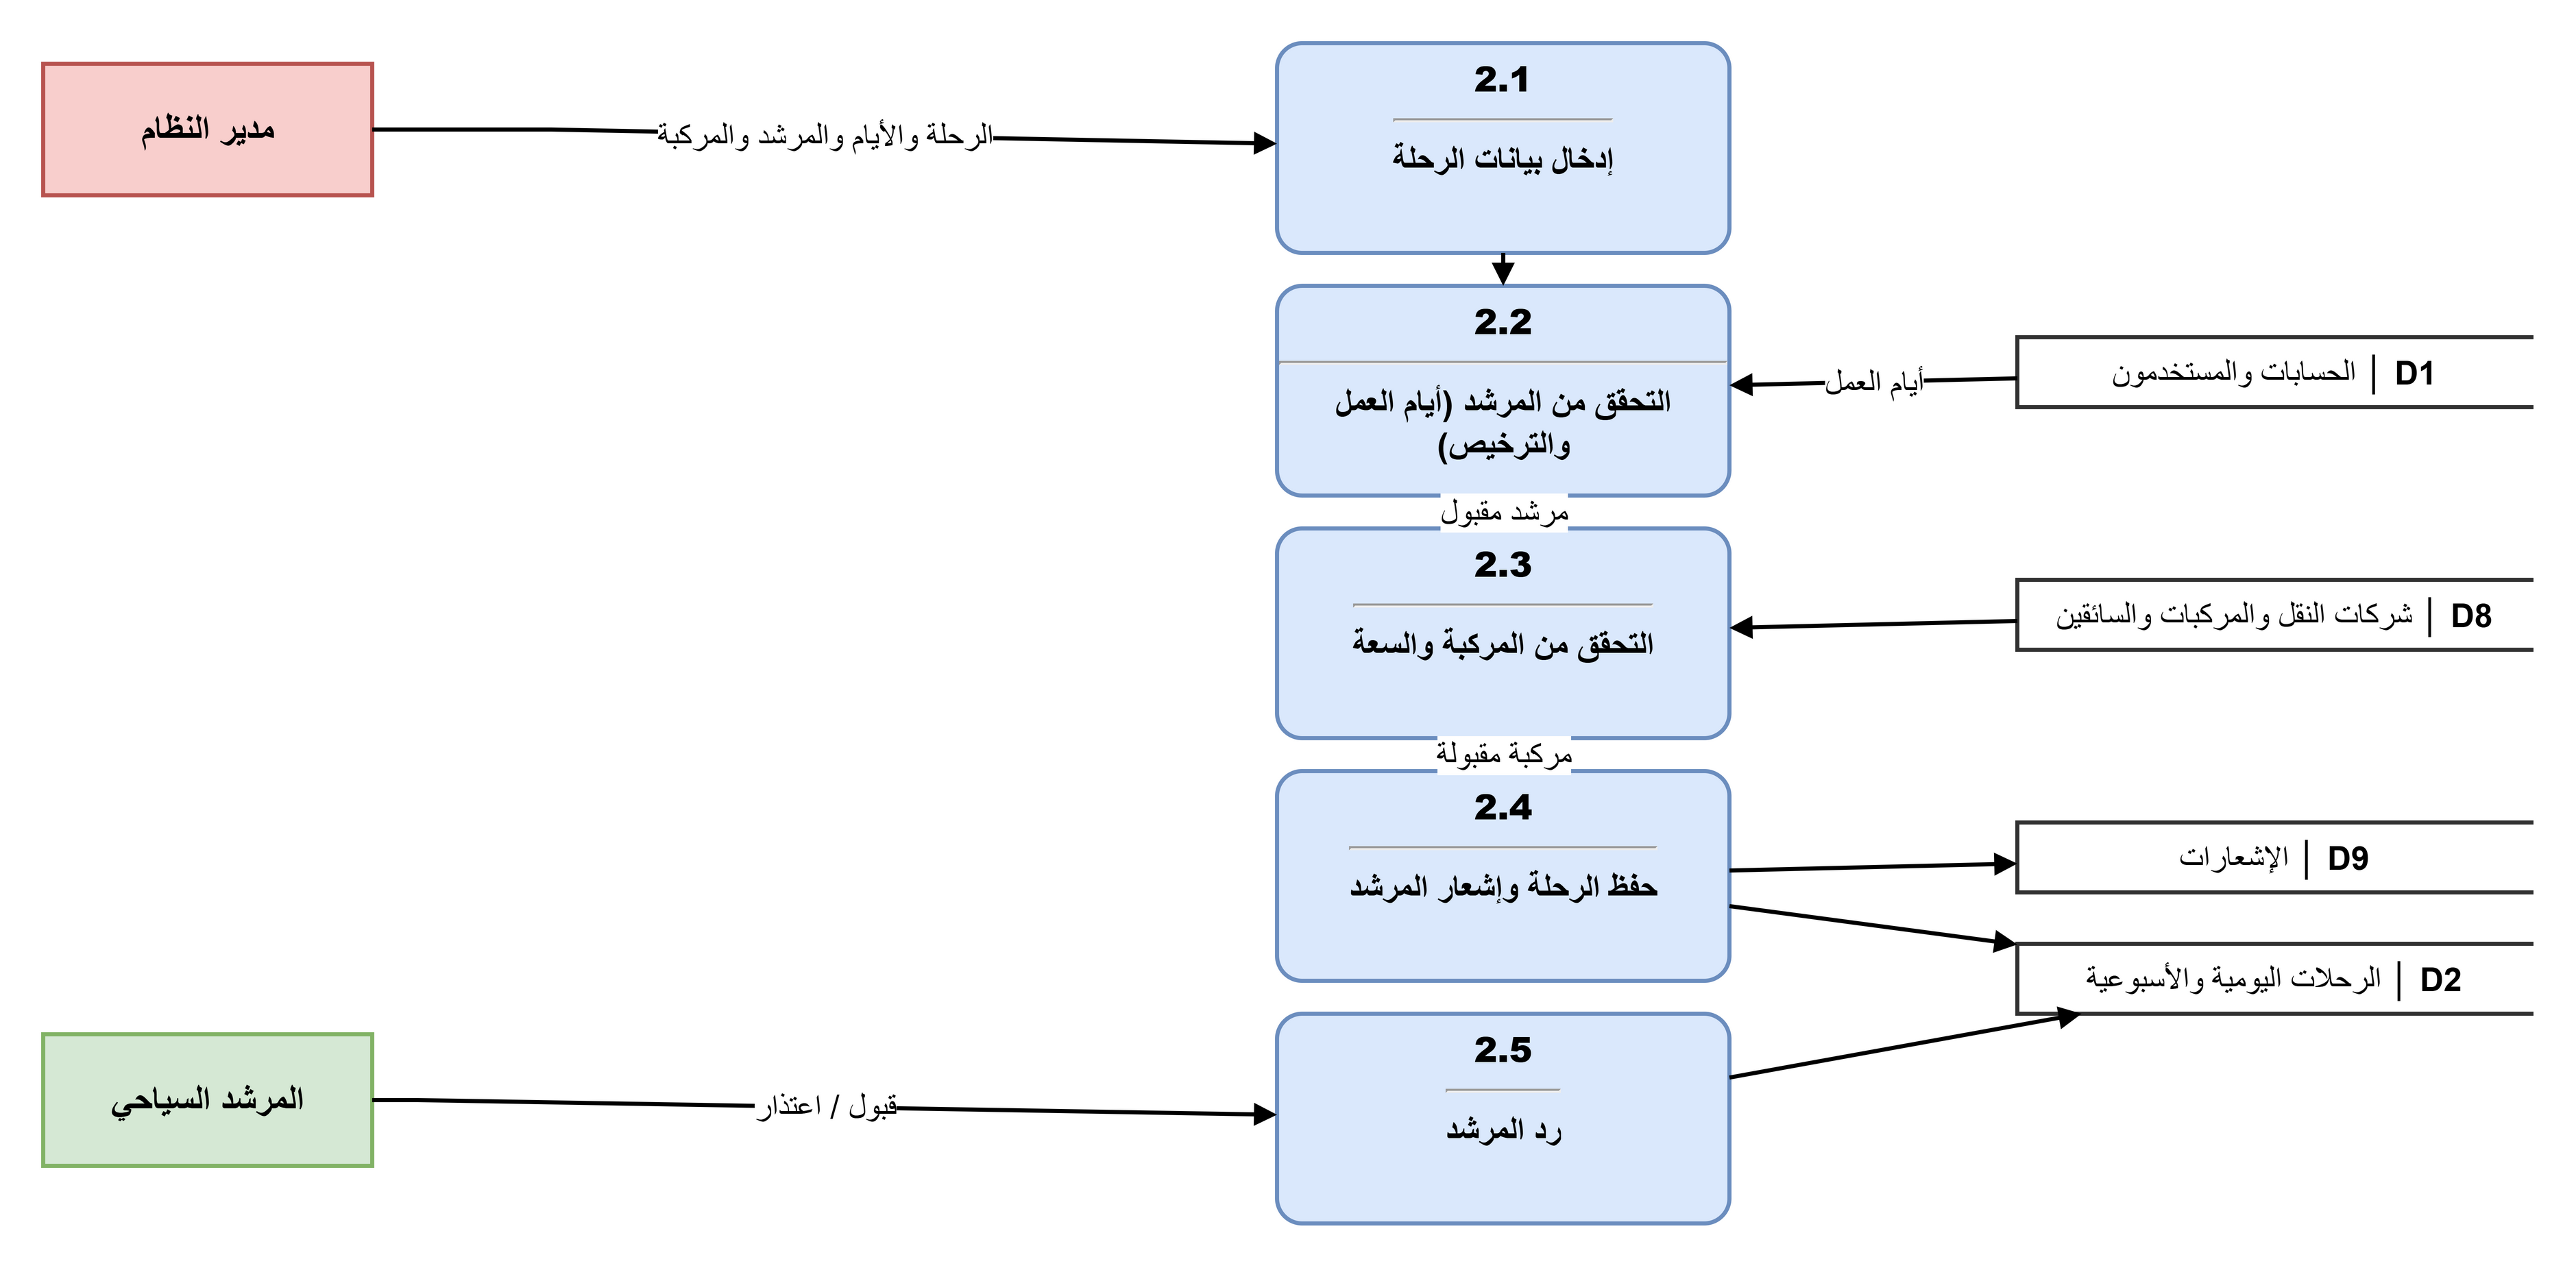 مدير النظام
الرحلة والأيام والمرشد والمركبة
2.1
إدخال بيانات الرحلة
2.2
التحقق من المرشد (أيام العمل
والترخيص)
أيام العمل
D1 | الحسابات والمستخدمون
مرشد مقبول
2.3
التحقق من المركبة والسعة
D8 | شركات النقل والمركبات والسائقين
مركبة مقبولة
2.4
حفظ الرحلة وإشعار المرشد
D9 | الإشعارات
D2 | الرحلات اليومية والأسبوعية
المرشد السياحي
قبول / اعتذار
2.5
رد المرشد